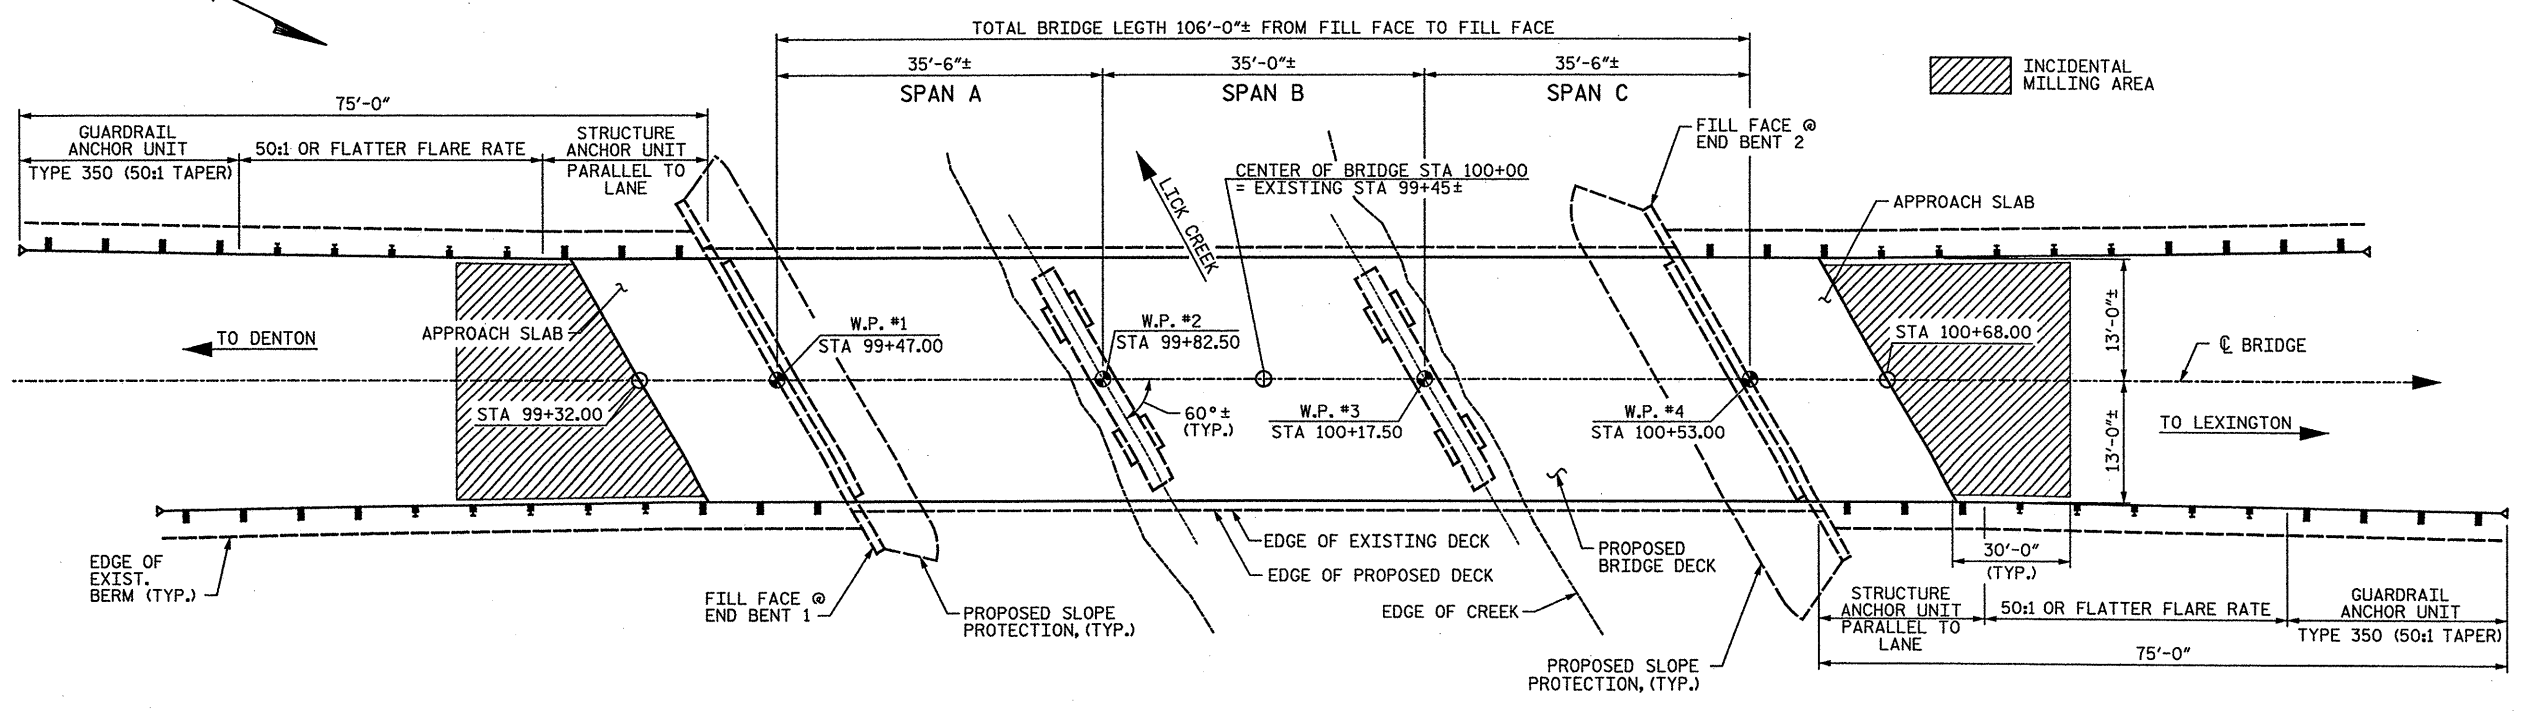 TOTAL BRIDGE LEGTH 106'-0"± FROM FILL FACE TO FILL FACE
35'-6"±
35'-0"±
35'-6"±
SPAN A
SPAN B
SPAN C
INCIDENTAL
MILLING AREA
75'-0"
GUARDRAIL
ANCHOR UNIT
TYPE 350 (50:1 TAPER)
50:1 OR FLATTER FLARE RATE
STRUCTURE
ANCHOR UNIT
PARALLEL TO
LANE
FILL FACE @
END BENT 2
LICK CREEK
CENTER OF BRIDGE STA 100+00
= EXISTING STA 99+45±
APPROACH SLAB
TO DENTON
APPROACH SLAB
W.P. #1
STA 99+47.00
W.P. #2
STA 99+82.50
STA 100+68.00
13'-0"±
℄ BRIDGE
STA 99+32.00
60°±
(TYP.)
W.P. #3
STA 100+17.50
W.P. #4
STA 100+53.00
13'-0"±
TO LEXINGTON
EDGE OF
EXIST.
BERM (TYP.)
FILL FACE @
END BENT 1
PROPOSED SLOPE
PROTECTION, (TYP.)
EDGE OF EXISTING DECK
EDGE OF PROPOSED DECK
PROPOSED
BRIDGE DECK
EDGE OF CREEK
PROPOSED SLOPE
PROTECTION, (TYP.)
30'-0"
(TYP.)
STRUCTURE
ANCHOR UNIT
PARALLEL TO
LANE
50:1 OR FLATTER FLARE RATE
GUARDRAIL
ANCHOR UNIT
TYPE 350 (50:1 TAPER)
75'-0"